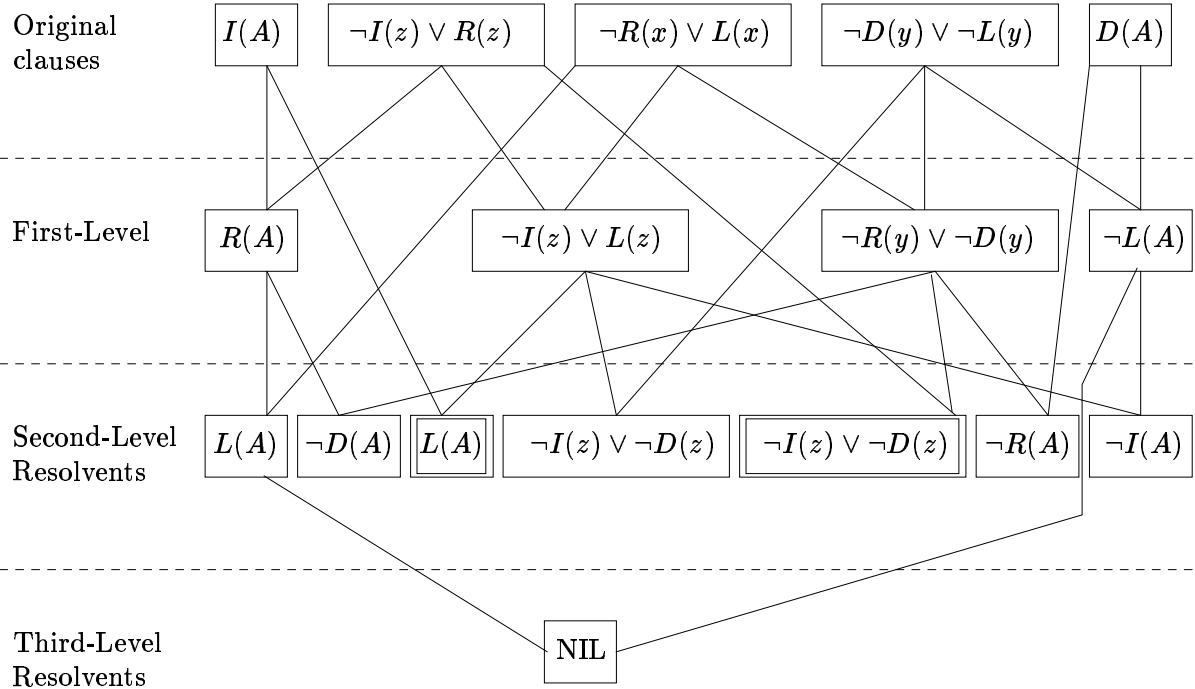 Original clauses
I(A) ¬I(z) ∨ R(z) ¬R(x) ∨ L(x) ¬D(y) ∨ ¬L(y) D(A)
First-Level
R(A) ¬I(z) ∨ L(z) ¬R(y) ∨ ¬D(y) ¬L(A)
Second-Level Resolvents
L(A) ¬D(A) L(A) ¬I(z) ∨ ¬D(z) ¬I(z) ∨ ¬D(z) ¬R(A) ¬I(A)
Third-Level Resolvents
NIL